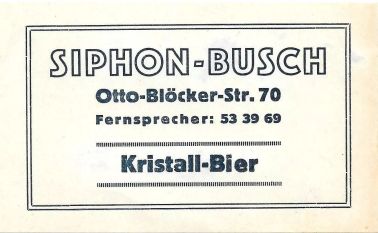 SIPHON-BUSCH
Otto-Blöcker-Str. 70
Fernsprecher: 53 39 69
Kristall-Bier